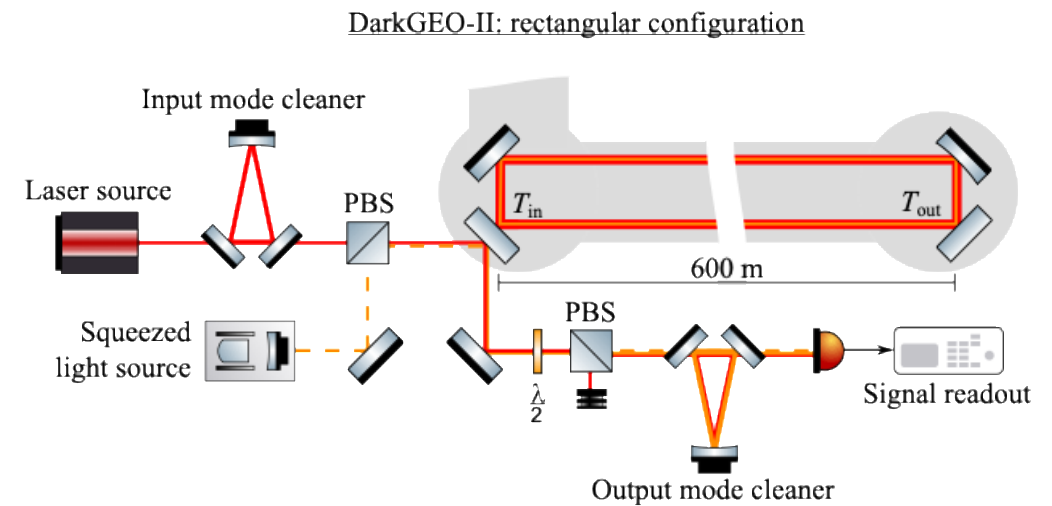 DarkGEO-II: rectangular configuration
Input mode cleaner
Laser source
PBS
T_in
T_out
600 m
Squeezed
light source
PBS
λ
2
Signal readout
Output mode cleaner